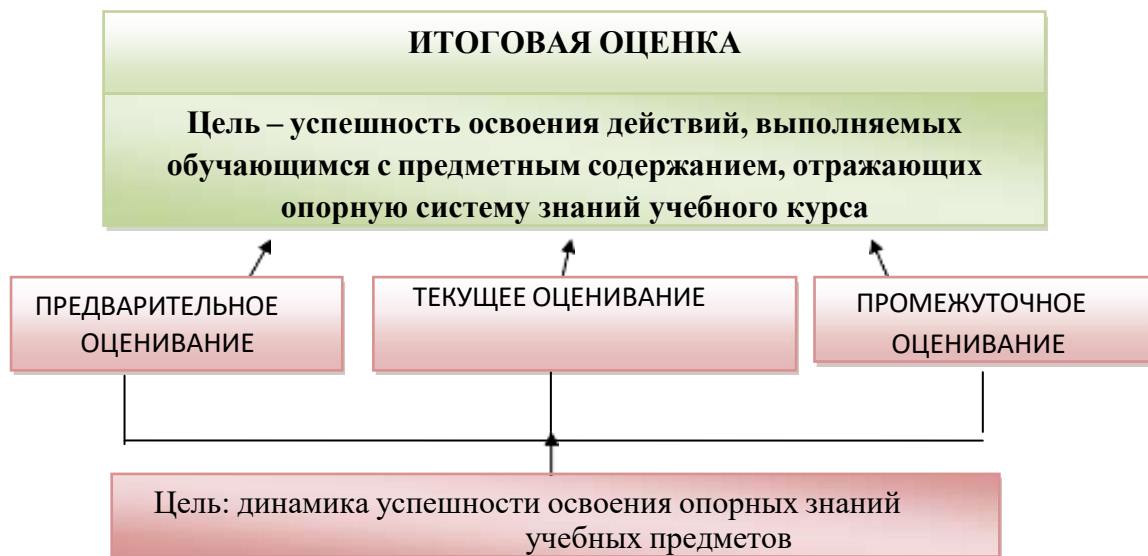 ИТОГОВАЯ ОЦЕНКА
Цель – успешность освоения действий, выполняемых
обучающимся с предметным содержанием, отражающих
опорную систему знаний учебного курса
ПРЕДВАРИТЕЛЬНОЕ
ОЦЕНИВАНИЕ
ТЕКУЩЕЕ ОЦЕНИВАНИЕ
ПРОМЕЖУТОЧНОЕ
ОЦЕНИВАНИЕ
Цель: динамика успешности освоения опорных знаний
учебных предметов